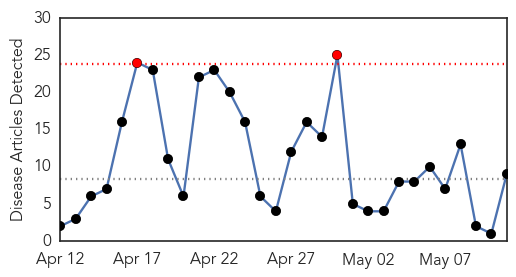 Disease Articles Detected
30
25
20
15
10
5
0
Apr 12
Apr 17
Apr 22
Apr 27
May 02
May 07